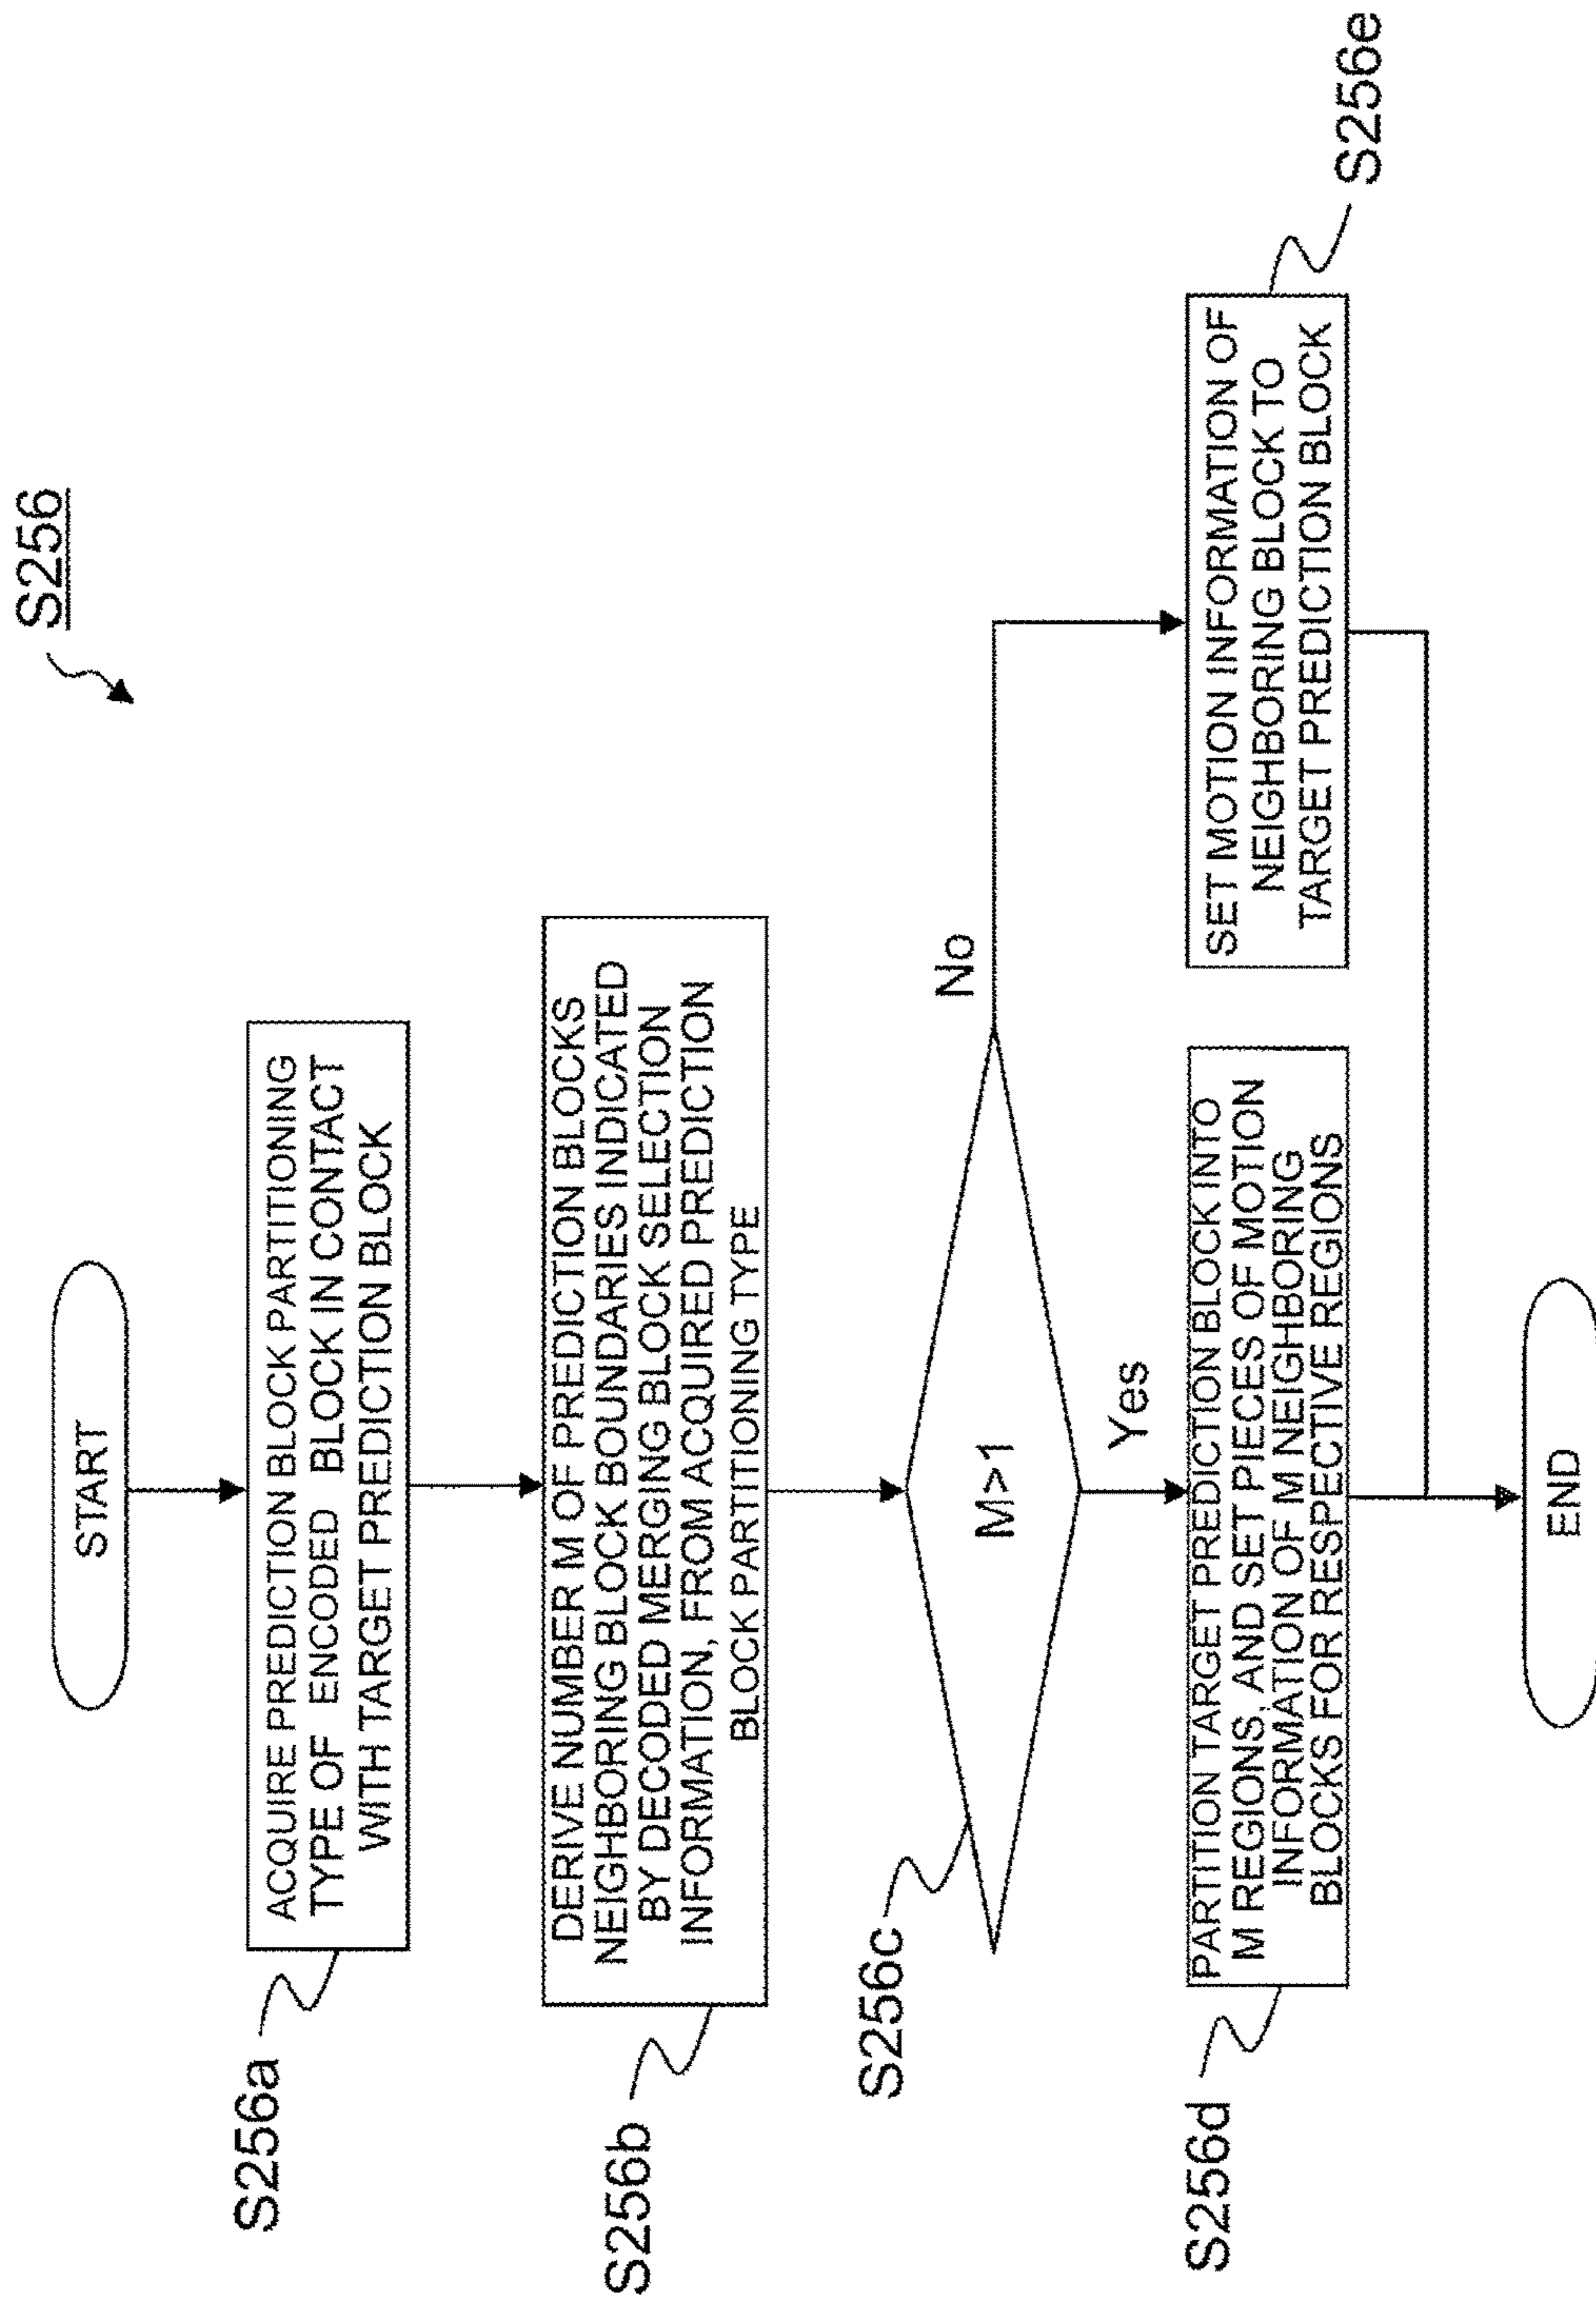 S256
START
S256a
ACQUIRE PREDICTION BLOCK PARTITIONING
TYPE OF ENCODED BLOCK IN CONTACT
WITH TARGET PREDICTION BLOCK
S256b
DERIVE NUMBER M OF PREDICTION BLOCKS
NEIGHBORING BLOCK BOUNDARIES INDICATED
BY DECODED MERGING BLOCK SELECTION
INFORMATION, FROM ACQUIRED PREDICTION
BLOCK PARTITIONING TYPE
S256c
M>1
No
Yes
S256d
PARTITION TARGET PREDICTION BLOCK INTO
M REGIONS, AND SET PIECES OF MOTION
INFORMATION OF M NEIGHBORING
BLOCKS FOR RESPECTIVE REGIONS
SET MOTION INFORMATION OF
NEIGHBORING BLOCK TO
TARGET PREDICTION BLOCK
S256e
END